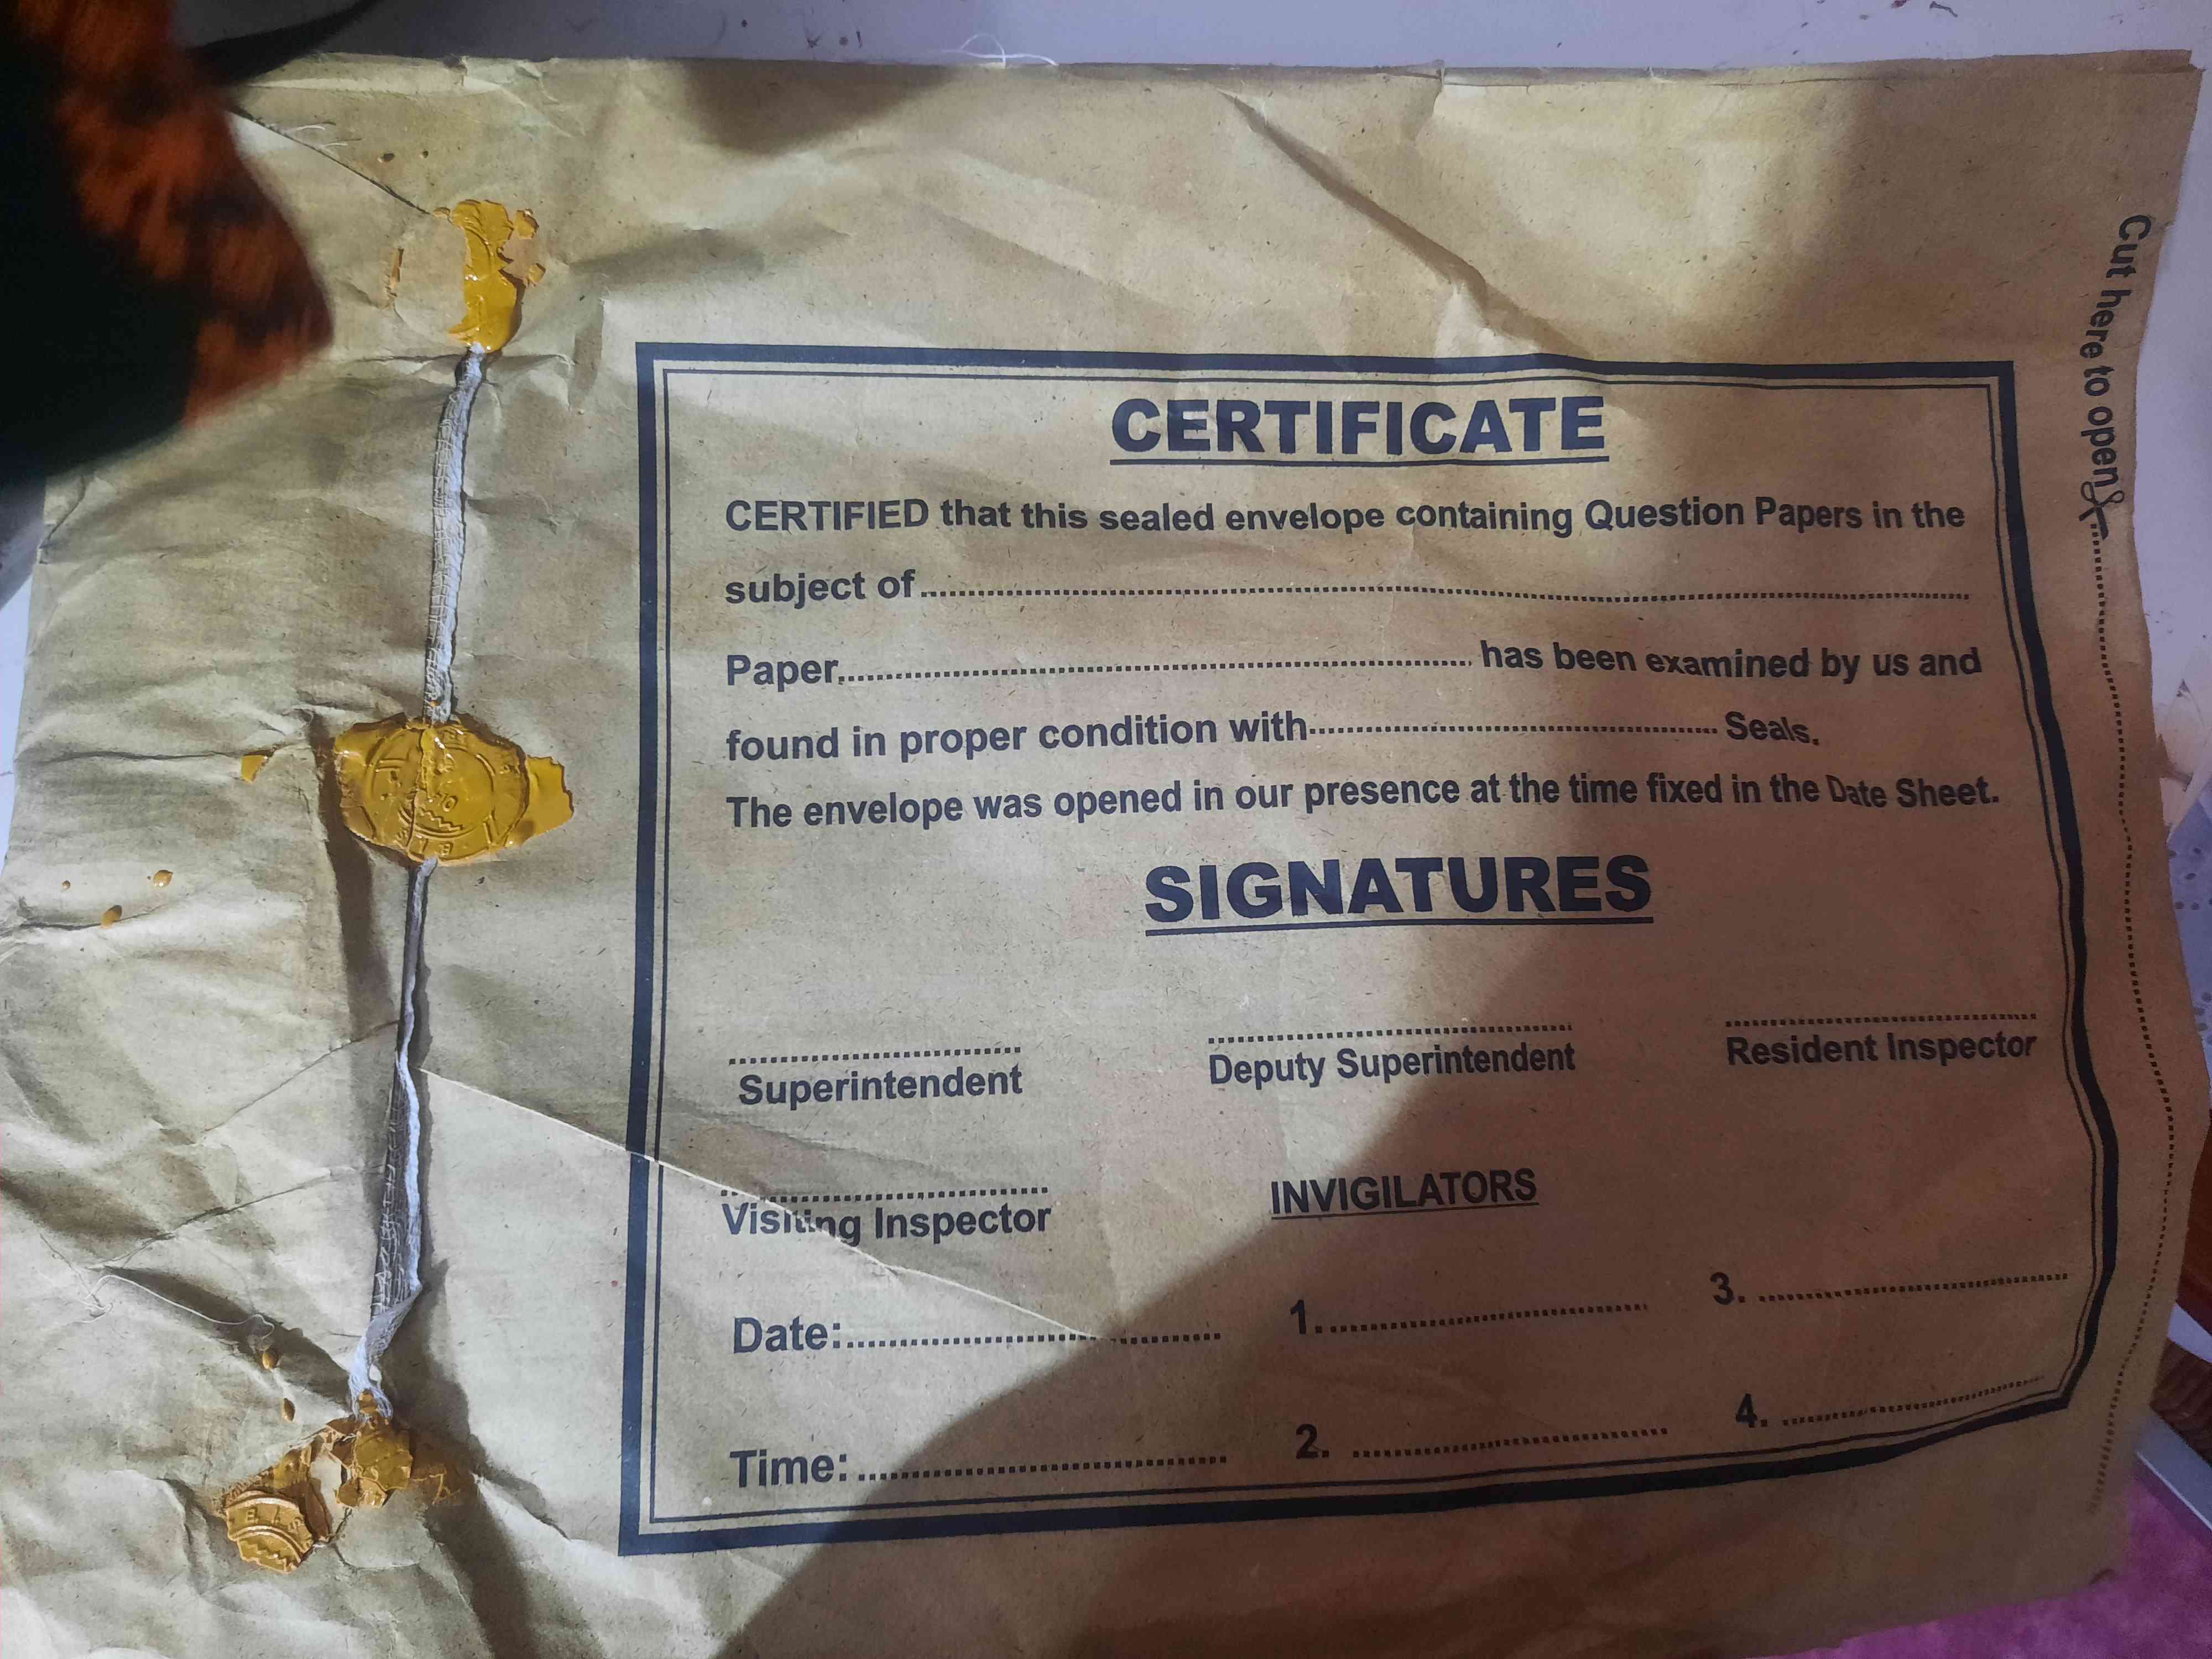 CERTIFICATE
CERTIFIED that this sealed envelope containing Question Papers in the
subject of
Paper has been examined by us and
found in proper condition with Seals.
The envelope was opened in our presence at the time fixed in the Date Sheet.
SIGNATURES
Superintendent Deputy Superintendent Resident Inspector
Visiting Inspector INVIGILATORS
Date: 1. 3.
Time: 2. 4.
Cut here to open